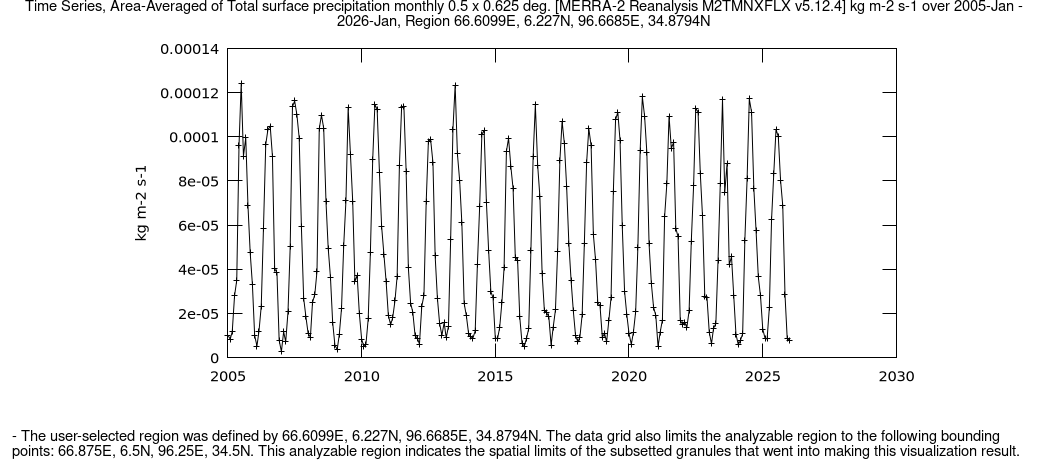 Time Series, Area-Averaged of Total surface precipitation monthly 0.5 x 0.625 deg. [MERRA-2 Reanalysis M2TMNXFLX v5.12.4] kg m-2 s-1 over 2005-Jan -
2026-Jan, Region 66.6099E, 6.227N, 96.6685E, 34.8794N
0.00014
0.00012
0.0001
8e-05
6e-05
4e-05
2e-05
0
kg m-2 s-1
2005 2010 2015 2020 2025 2030
- The user-selected region was defined by 66.6099E, 6.227N, 96.6685E, 34.8794N. The data grid also limits the analyzable region to the following bounding
points: 66.875E, 6.5N, 96.25E, 34.5N. This analyzable region indicates the spatial limits of the subsetted granules that went into making this visualization result.